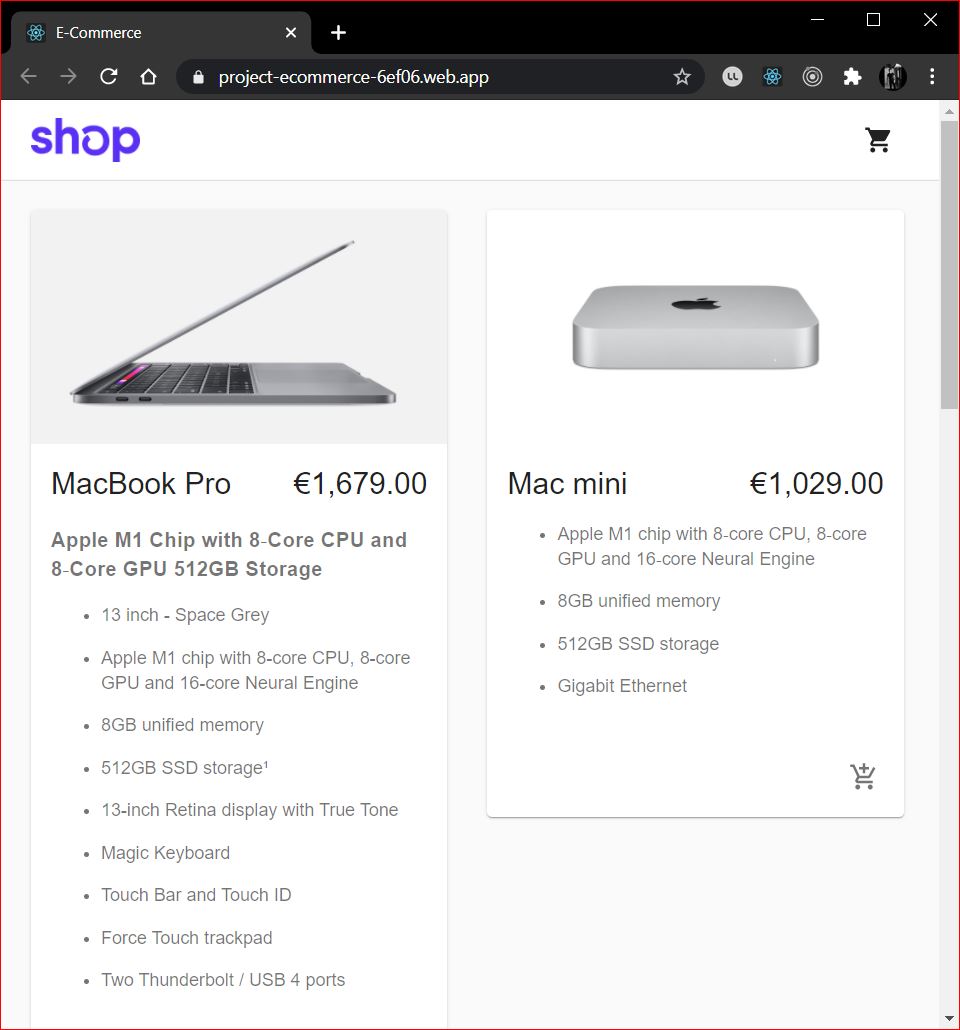 E-Commerce
project-ecommerce-6ef06.web.app
shop
MacBook Pro €1,679.00
Apple M1 Chip with 8-Core CPU and
8-Core GPU 512GB Storage
• 13 inch - Space Grey
• Apple M1 chip with 8-core CPU, 8-core
GPU and 16-core Neural Engine
• 8GB unified memory
• 512GB SSD storage¹
• 13-inch Retina display with True Tone
• Magic Keyboard
• Touch Bar and Touch ID
• Force Touch trackpad
• Two Thunderbolt / USB 4 ports
Mac mini €1,029.00
• Apple M1 chip with 8-core CPU, 8-core
GPU and 16-core Neural Engine
• 8GB unified memory
• 512GB SSD storage
• Gigabit Ethernet